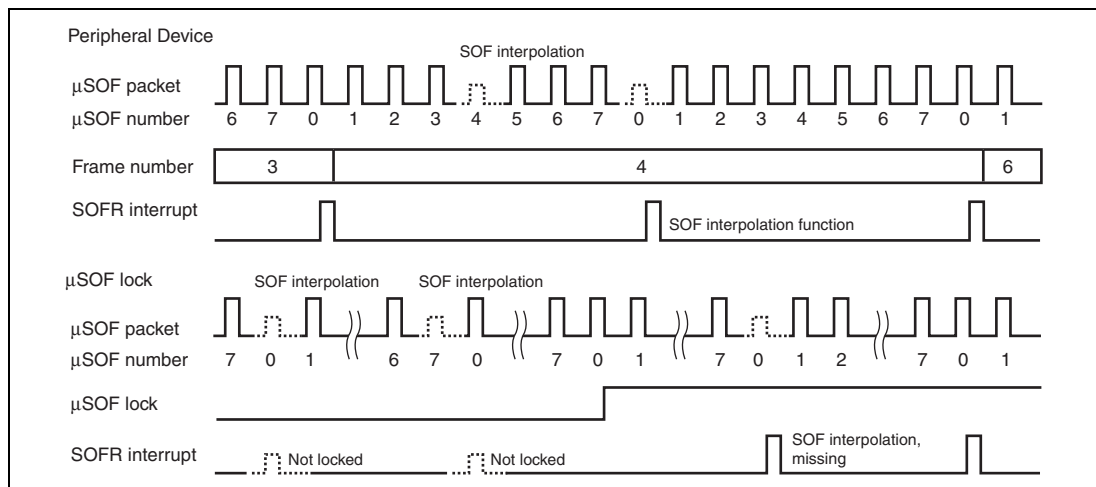 Peripheral Device
SOF interpolation
μSOF packet
μSOF number 6 7 0 1 2 3 4 5 6 7 0 1 2 3 4 5 6 7 0 1
Frame number 3 4 6
SOFR interrupt
SOF interpolation function
μSOF lock
SOF interpolation SOF interpolation
μSOF packet
μSOF number 7 0 1 6 7 0 7 0 1 7 0 1 2 7 0 1
μSOF lock
SOFR interrupt Not locked Not locked SOF interpolation,
missing